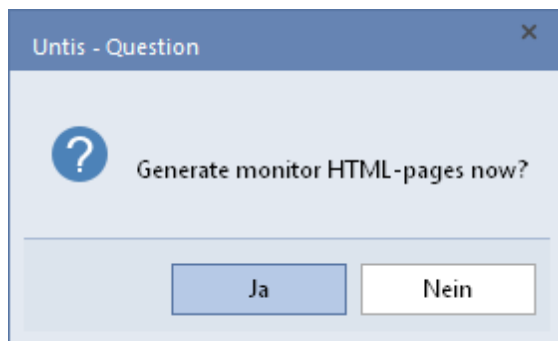 Untis - Question
Generate monitor HTML-pages now?
Ja
Nein